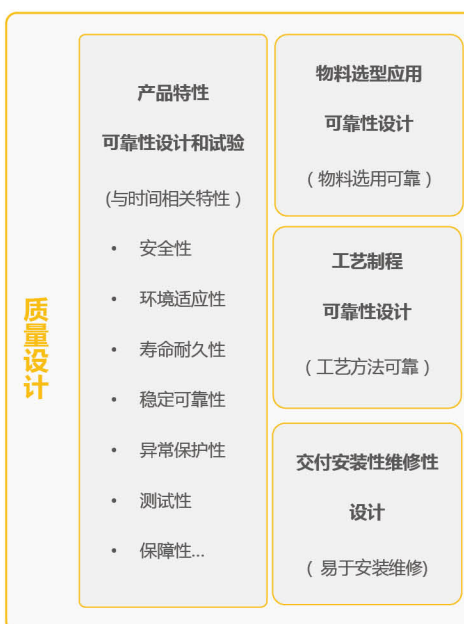 质量设计
产品特性
可靠性设计和试验
(与时间相关特性)
• 安全性
• 环境适应性
• 寿命耐久性
• 稳定可靠性
• 异常保护性
• 测试性
• 保障性...
物料选型应用
可靠性设计
(物料选用可靠)
工艺制程
可靠性设计
(工艺方法可靠)
交付安装性维修性
设计
(易于安装维修)